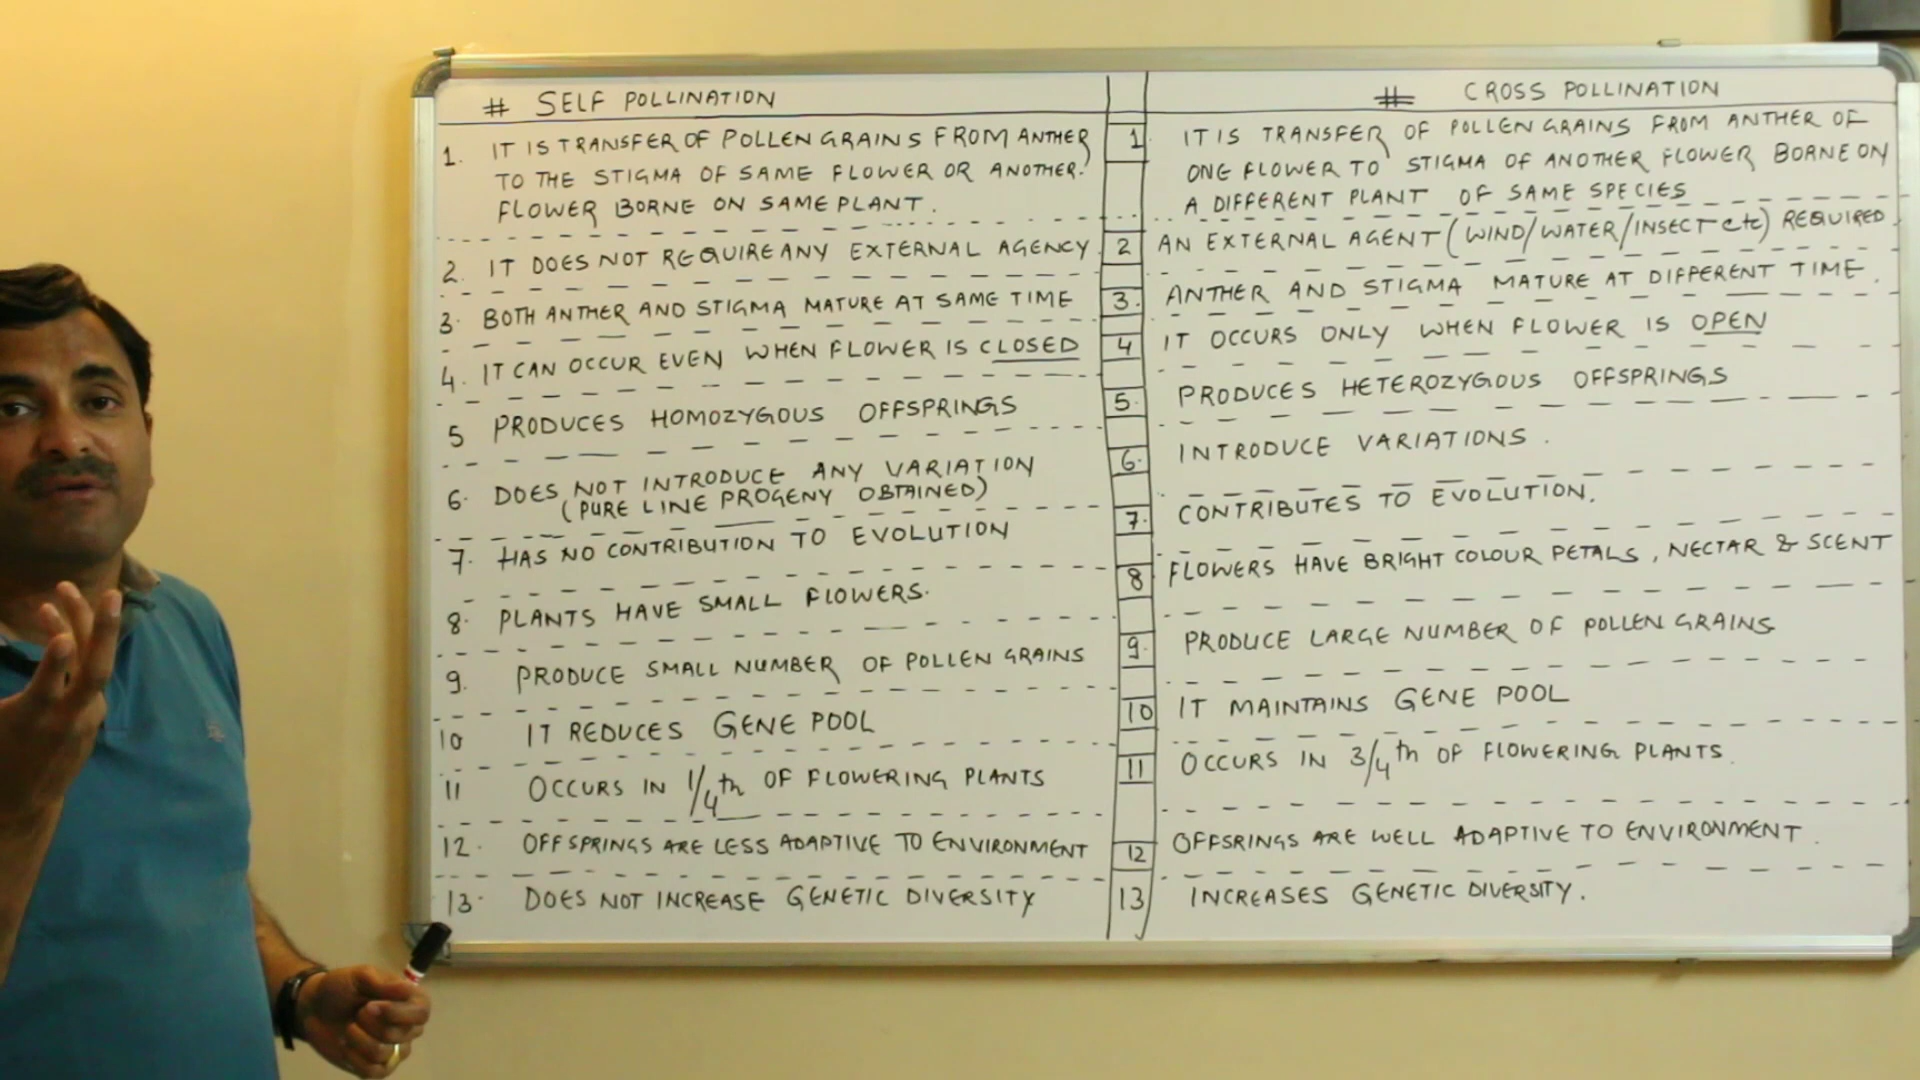 # SELF POLLINATION
1. IT IS TRANSFER OF POLLEN GRAINS FROM ANTHER
TO THE STIGMA OF SAME FLOWER OR ANOTHER.
FLOWER BORNE ON SAME PLANT.
2. IT DOES NOT REQUIRE ANY EXTERNAL AGENCY
3. BOTH ANTHER AND STIGMA MATURE AT SAME TIME
4. IT CAN OCCUR EVEN WHEN FLOWER IS CLOSED
5 PRODUCES HOMOZYGOUS OFFSPRINGS
6. DOES NOT INTRODUCE ANY VARIATION
(PURE LINE PROGENY OBTAINED)
7. HAS NO CONTRIBUTION TO EVOLUTION
8. PLANTS HAVE SMALL FLOWERS.
9. PRODUCE SMALL NUMBER OF POLLEN GRAINS
10 IT REDUCES GENE POOL
11 OCCURS IN 1/4th OF FLOWERING PLANTS
12. OFFSPRINGS ARE LESS ADAPTIVE TO ENVIRONMENT
13. DOES NOT INCREASE GENETIC DIVERSITY
# CROSS POLLINATION
1. IT IS TRANSFER OF POLLEN GRAINS FROM ANTHER OF
ONE FLOWER TO STIGMA OF ANOTHER FLOWER BORNE ON
A DIFFERENT PLANT OF SAME SPECIES
2 AN EXTERNAL AGENT (WIND/WATER/INSECT etc) REQUIRED.
3. ANTHER AND STIGMA MATURE AT DIFFERENT TIME.
4 IT OCCURS ONLY WHEN FLOWER IS OPEN
5. PRODUCES HETEROZYGOUS OFFSPRINGS
6. INTRODUCE VARIATIONS.
7. CONTRIBUTES TO EVOLUTION.
8 FLOWERS HAVE BRIGHT COLOUR PETALS, NECTAR & SCENT
9. PRODUCE LARGE NUMBER OF POLLEN GRAINS
10 IT MAINTAINS GENE POOL
11 OCCURS IN 3/4th OF FLOWERING PLANTS.
12 OFFSRINGS ARE WELL ADAPTIVE TO ENVIRONMENT.
13 INCREASES GENETIC DIVERSITY.